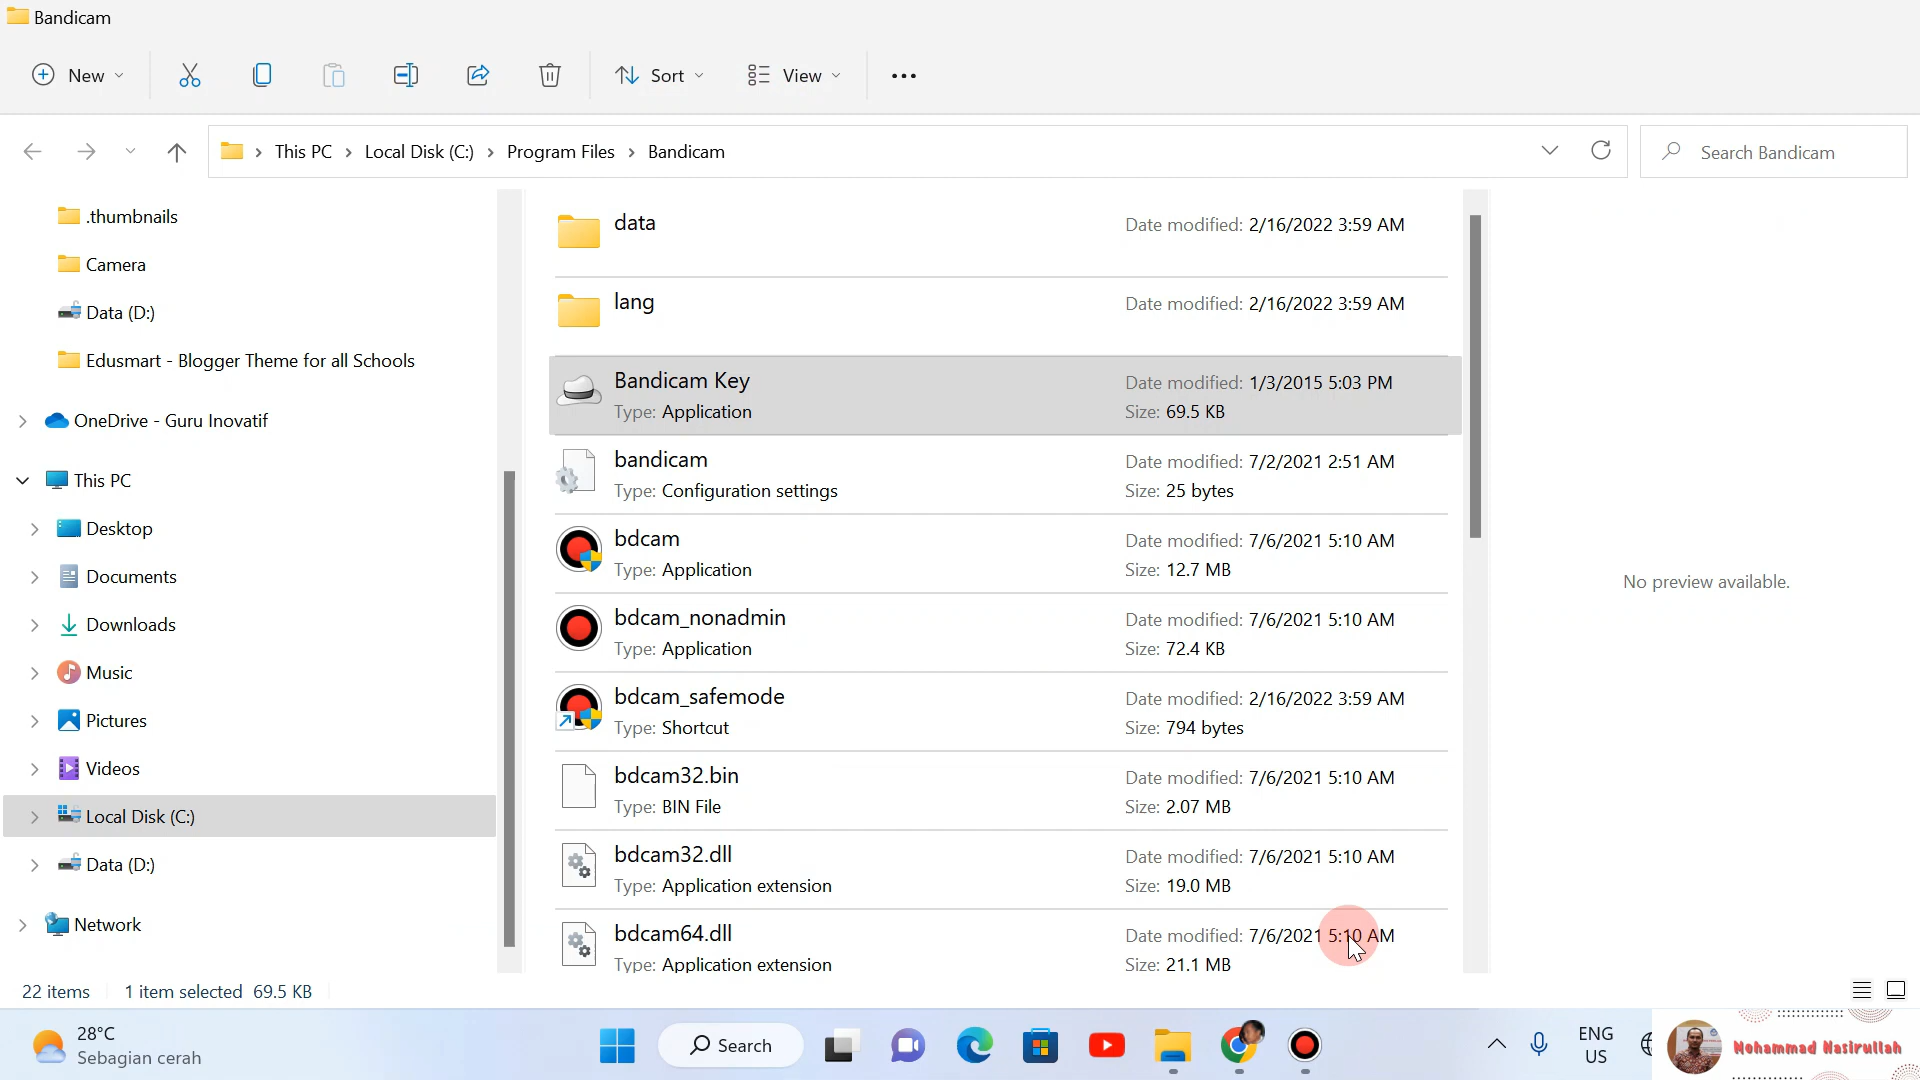 Bandicam
New
Sort
View
This PC
Local Disk (C:)
Program Files
Bandicam
Search Bandicam
.thumbnails
Camera
Data (D:)
Edusmart - Blogger Theme for all Schools
OneDrive - Guru Inovatif
This PC
Desktop
Documents
Downloads
Music
Pictures
Videos
Local Disk (C:)
Data (D:)
Network
data
Date modified: 2/16/2022 3:59 AM
lang
Date modified: 2/16/2022 3:59 AM
Bandicam Key
Date modified: 1/3/2015 5:03 PM
Type: Application
Size: 69.5 KB
bandicam
Date modified: 7/2/2021 2:51 AM
Type: Configuration settings
Size: 25 bytes
bdcam
Date modified: 7/6/2021 5:10 AM
Type: Application
Size: 12.7 MB
bdcam_nonadmin
Date modified: 7/6/2021 5:10 AM
Type: Application
Size: 72.4 KB
bdcam_safemode
Date modified: 2/16/2022 3:59 AM
Type: Shortcut
Size: 794 bytes
bdcam32.bin
Date modified: 7/6/2021 5:10 AM
Type: BIN File
Size: 2.07 MB
bdcam32.dll
Date modified: 7/6/2021 5:10 AM
Type: Application extension
Size: 19.0 MB
bdcam64.dll
Date modified: 7/6/2021 5:10 AM
Type: Application extension
Size: 21.1 MB
No preview available.
22 items
1 item selected 69.5 KB
28°C
Sebagian cerah
Search
ENG
US
Mohammad Nasirullah